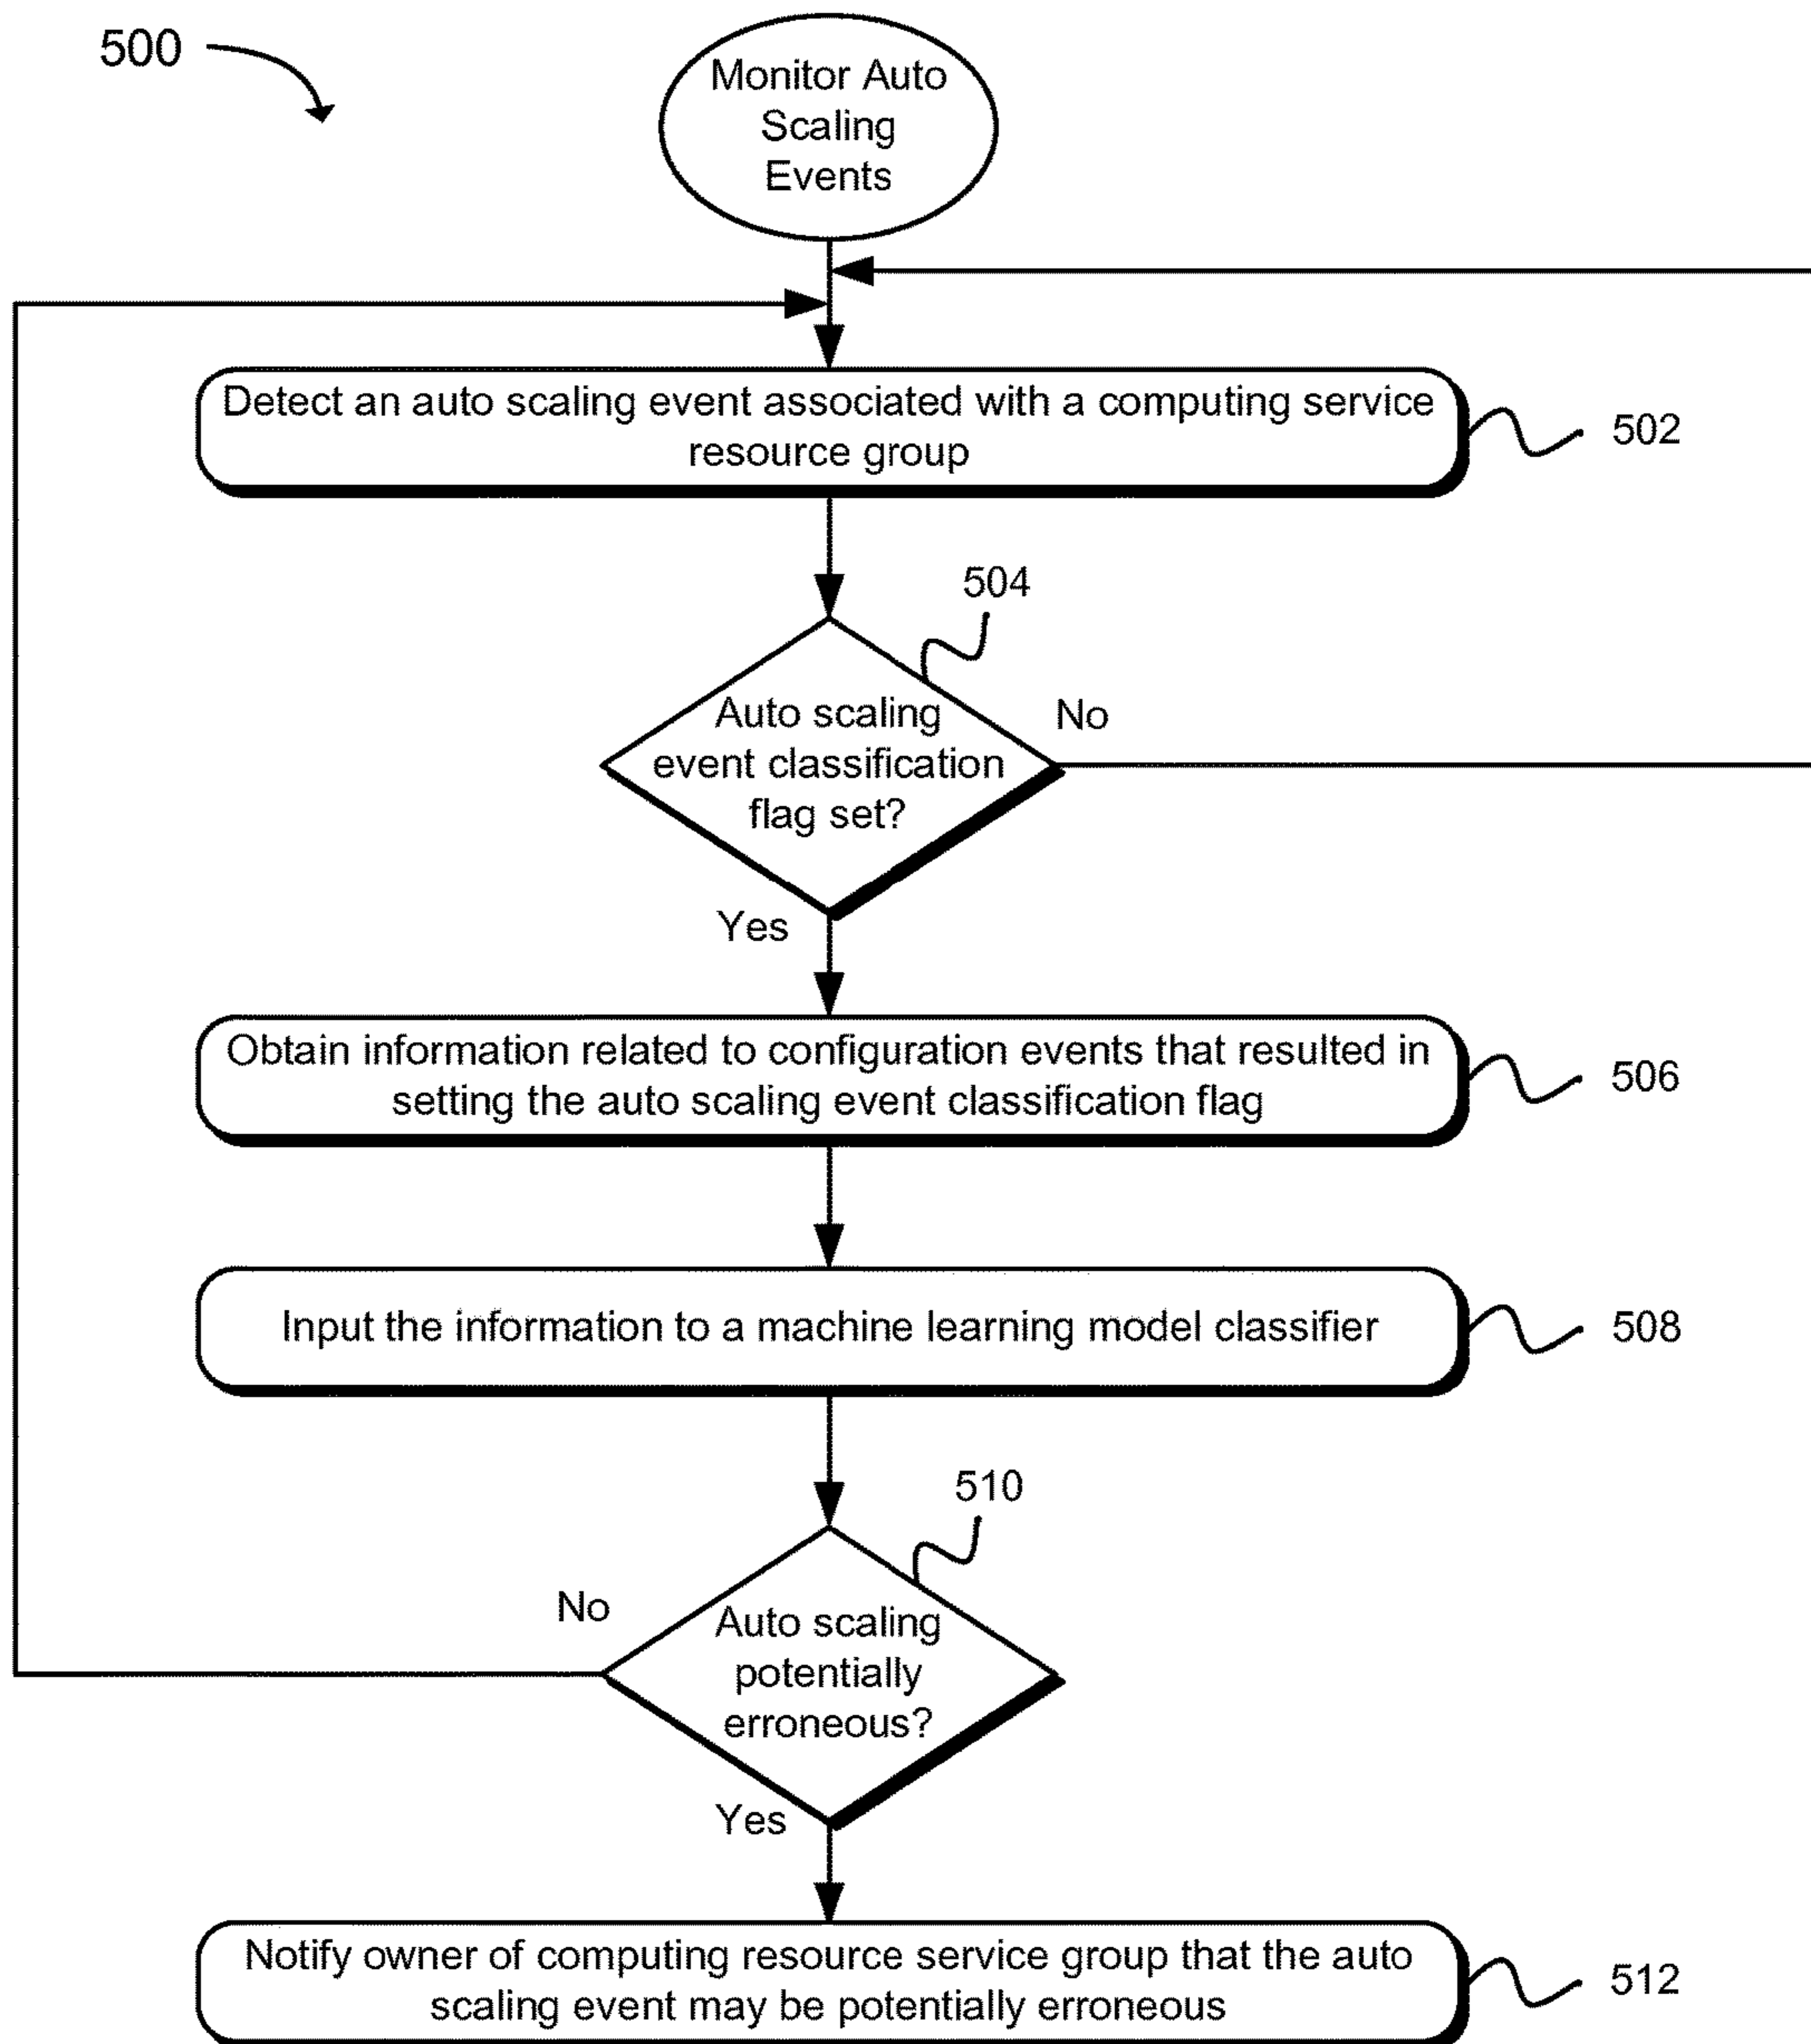 500
Monitor Auto
Scaling
Events
Detect an auto scaling event associated with a computing service
resource group
502
504
Auto scaling
event classification
flag set?
No
Yes
Obtain information related to configuration events that resulted in
setting the auto scaling event classification flag
506
Input the information to a machine learning model classifier
508
510
No
Auto scaling
potentially
erroneous?
Yes
Notify owner of computing resource service group that the auto
scaling event may be potentially erroneous
512